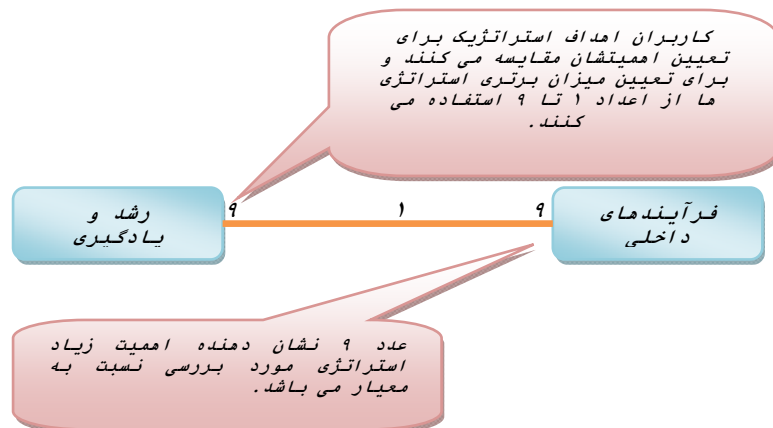 کاربران اهداف استراتژیک برای
تعیین اهمیتشان مقایسه می کنند و
برای تعیین میزان برتری استراتژی
ها از اعداد ۱ تا ۹ استفاده می
کنند.
فرآیندهای
داخلی
۹ ۱ ۹
رشد و
یادگیری
عدد ۹ نشان دهنده اهمیت زیاد
استراتژی مورد بررسی نسبت به
معیار می باشد.